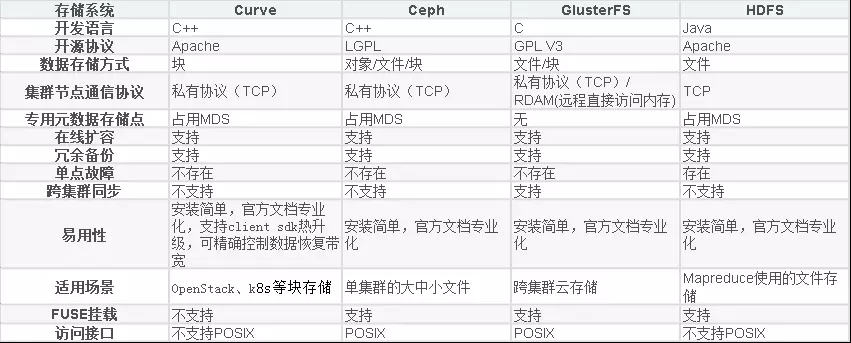 存储系统 Curve Ceph GlusterFS HDFS
开发语言 C++ C++ C Java
开源协议 Apache LGPL GPL V3 Apache
数据存储方式 块 对象/文件/块 文件/块 文件
集群节点通信协议 私有协议（TCP） 私有协议（TCP） 私有协议（TCP）/ TCP
RDAM(远程直接访问内存)
专用元数据存储点 占用MDS 占用MDS 无 占用MDS
在线扩容 支持 支持 支持 支持
冗余备份 支持 支持 支持 支持
单点故障 不存在 不存在 不存在 存在
跨集群同步 不支持 不支持 支持 不支持
易用性
安装简单，官方文档专业
化，支持client sdk热升
级，可精确控制数据恢复带
宽
安装简单，官方文档专业
化
安装简单，官方文档专业
化
安装简单，官方文档专业
化
适用场景 OpenStack、k8s等块存储 单集群的大中小文件 跨集群云存储 Mapreduce使用的文件存
储
FUSE挂载 不支持 支持 支持 支持
访问接口 不支持POSIX POSIX POSIX 不支持POSIX